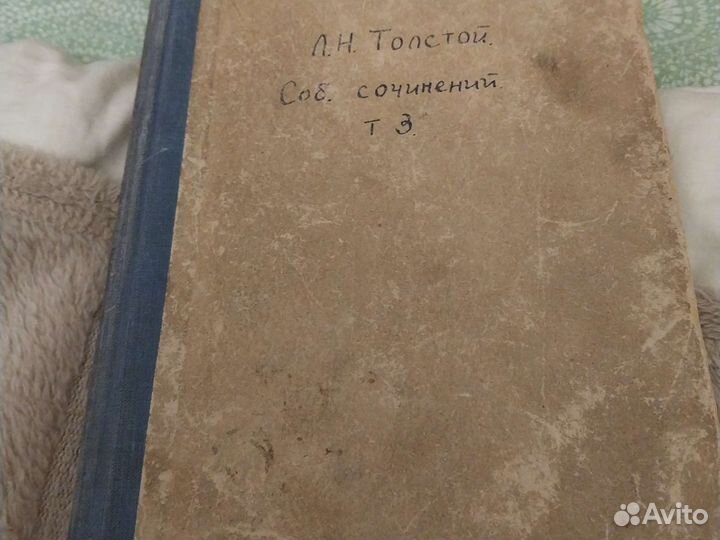 Л.Н. Толстой.
Соб. сочинений.
т 3.
Avito